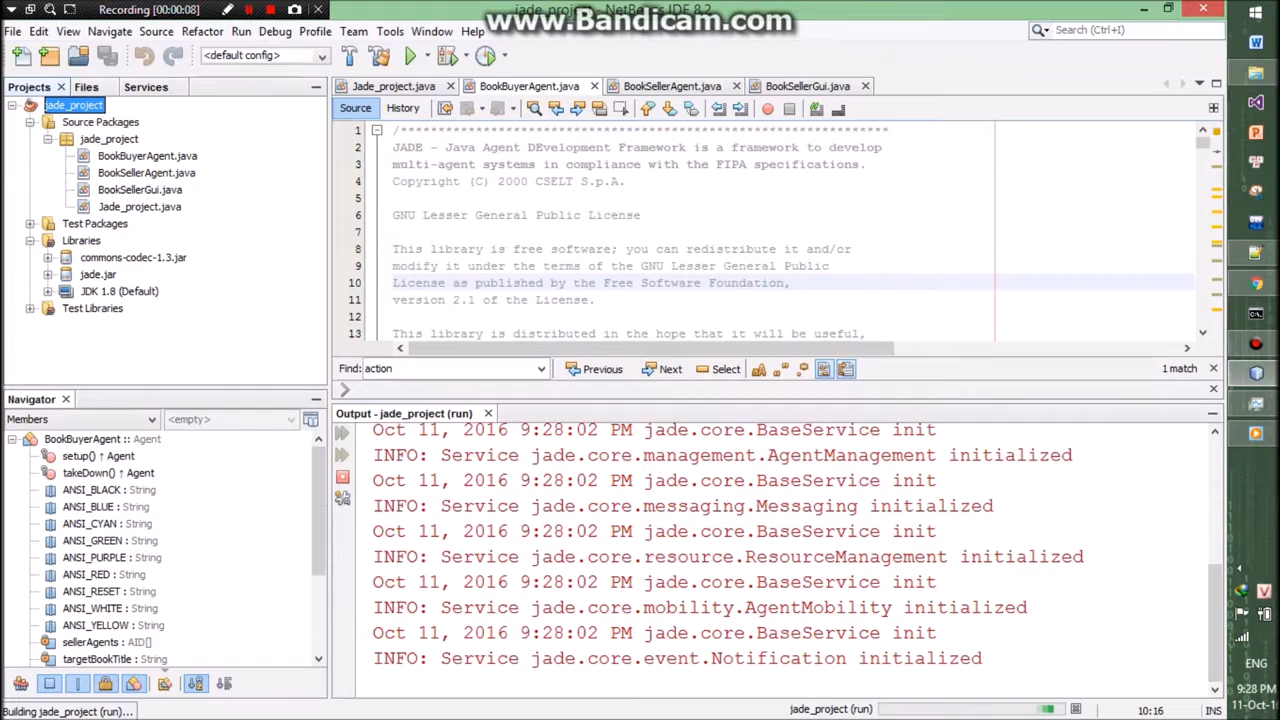 Recording [00:00:08]
jade_project - NetBeans IDE 8.2
www.Bandicam.com
File Edit View Navigate Source Refactor Run Debug Profile Team Tools Window Help
Search (Ctrl+I)
<default config>
Projects Files Services
jade_project
Source Packages
jade_project
BookBuyerAgent.java
BookSellerAgent.java
BookSellerGui.java
Jade_project.java
Test Packages
Libraries
commons-codec-1.3.jar
jade.jar
JDK 1.8 (Default)
Test Libraries
Jade_project.java BookBuyerAgent.java BookSellerAgent.java BookSellerGui.java
Source History
1 /*****************************************************************
2 JADE - Java Agent DEvelopment Framework is a framework to develop
3 multi-agent systems in compliance with the FIPA specifications.
4 Copyright (C) 2000 CSELT S.p.A.
5
6 GNU Lesser General Public License
7
8 This library is free software; you can redistribute it and/or
9 modify it under the terms of the GNU Lesser General Public
10 License as published by the Free Software Foundation,
11 version 2.1 of the License.
12
13 This library is distributed in the hope that it will be useful,
Find: action Previous Next Select 1 match
Navigator
Members <empty>
BookBuyerAgent :: Agent
setup() ↑ Agent
takeDown() ↑ Agent
ANSI_BLACK : String
ANSI_BLUE : String
ANSI_CYAN : String
ANSI_GREEN : String
ANSI_PURPLE : String
ANSI_RED : String
ANSI_RESET : String
ANSI_WHITE : String
ANSI_YELLOW : String
sellerAgents : AID[]
targetBookTitle : String
Output - jade_project (run)
Oct 11, 2016 9:28:02 PM jade.core.BaseService init
INFO: Service jade.core.management.AgentManagement initialized
Oct 11, 2016 9:28:02 PM jade.core.BaseService init
INFO: Service jade.core.messaging.Messaging initialized
Oct 11, 2016 9:28:02 PM jade.core.BaseService init
INFO: Service jade.core.resource.ResourceManagement initialized
Oct 11, 2016 9:28:02 PM jade.core.BaseService init
INFO: Service jade.core.mobility.AgentMobility initialized
Oct 11, 2016 9:28:02 PM jade.core.BaseService init
INFO: Service jade.core.event.Notification initialized
Building jade_project (run)...
jade_project (run)
10:16 INS
ENG
9:28 PM
11-Oct-1